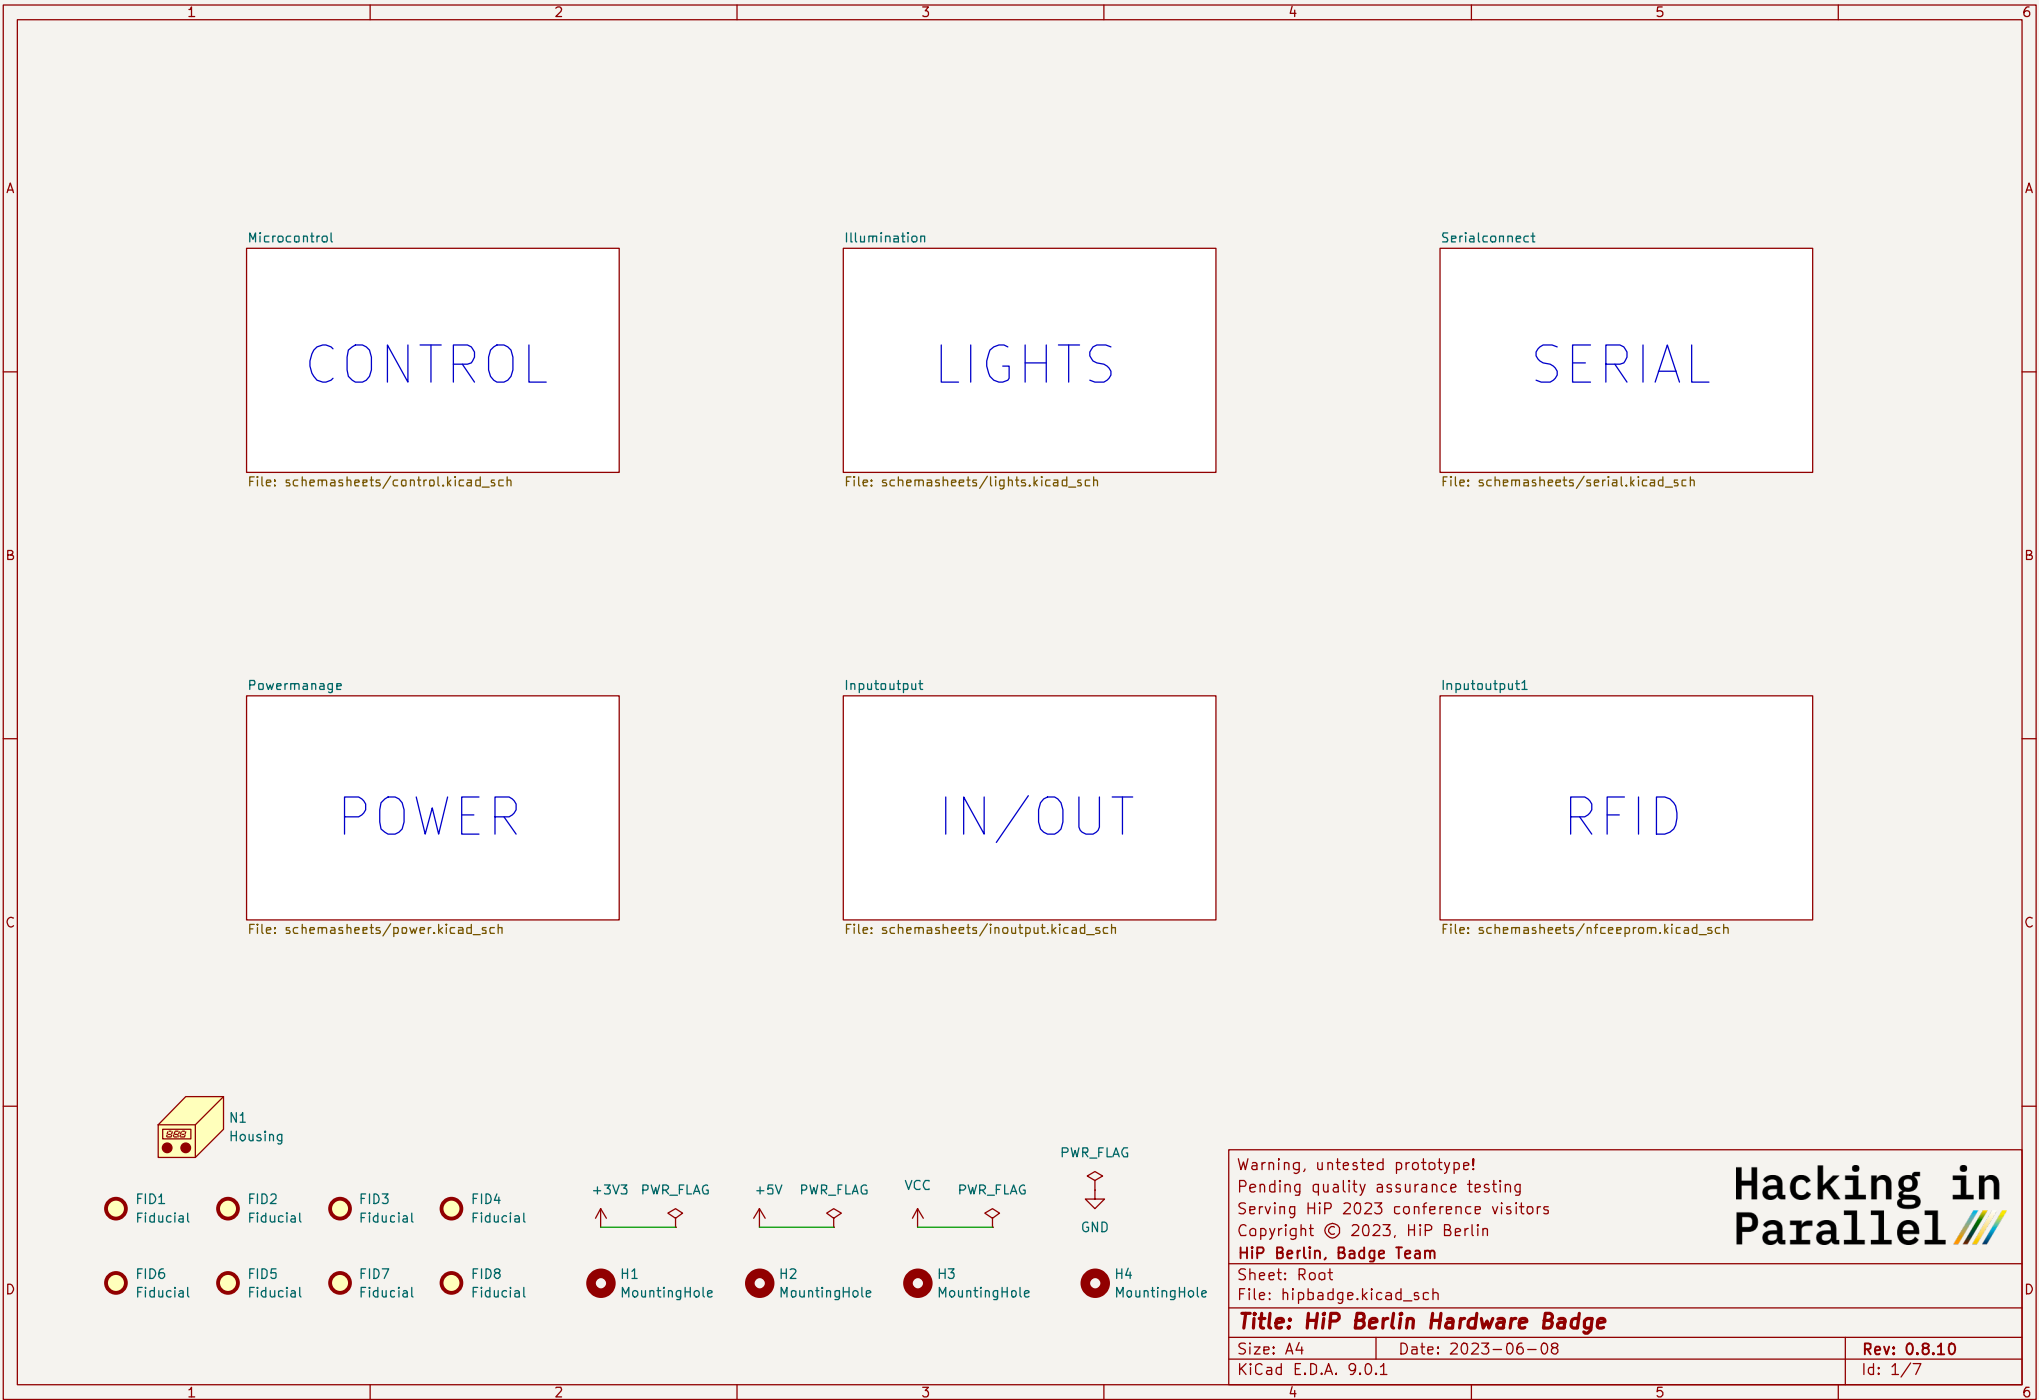 1 2 3 4 5 6
A A
Microcontrol
CONTROL
File: schemasheets/control.kicad_sch
Illumination
LIGHTS
File: schemasheets/lights.kicad_sch
Serialconnect
SERIAL
File: schemasheets/serial.kicad_sch
B B
Powermanage
POWER
File: schemasheets/power.kicad_sch
Inputoutput
IN/OUT
File: schemasheets/inoutput.kicad_sch
Inputoutput1
RFID
File: schemasheets/nfceeprom.kicad_sch
C C
N1
Housing
FID1
Fiducial
FID2
Fiducial
FID3
Fiducial
FID4
Fiducial
+3V3 PWR_FLAG
+5V PWR_FLAG
VCC PWR_FLAG
PWR_FLAG
GND
FID6
Fiducial
FID5
Fiducial
FID7
Fiducial
FID8
Fiducial
H1
MountingHole
H2
MountingHole
H3
MountingHole
H4
MountingHole
D D
Warning, untested prototype!
Pending quality assurance testing
Serving HiP 2023 conference visitors
Copyright © 2023, HiP Berlin
HiP Berlin, Badge Team
Hacking in
Parallel
Sheet: Root
File: hipbadge.kicad_sch
Title: HiP Berlin Hardware Badge
Size: A4 Date: 2023-06-08 Rev: 0.8.10
KiCad E.D.A. 9.0.1 Id: 1/7
1 2 3 4 5 6